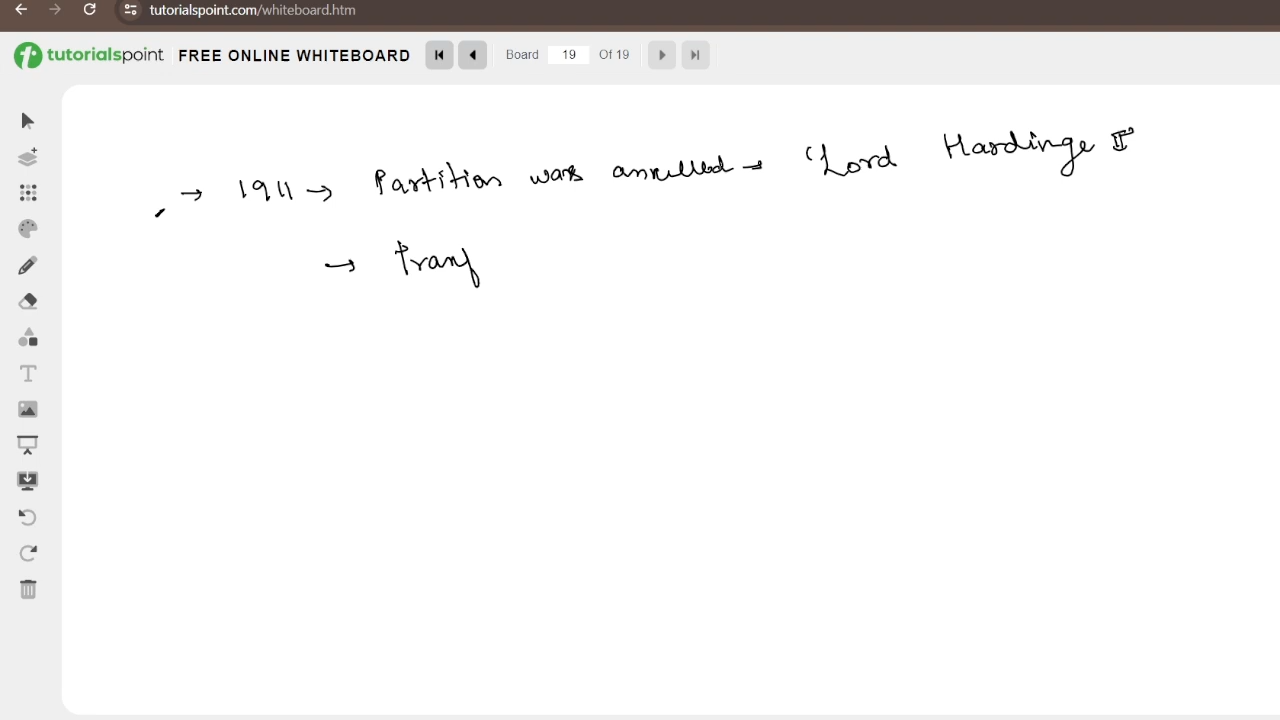 tutorialspoint.com/whiteboard.htm
tutorialspoint FREE ONLINE WHITEBOARD Board 19 Of 19
→ 1911 → Partition was annulled → 'Lord Hardinge II
→ Tranf